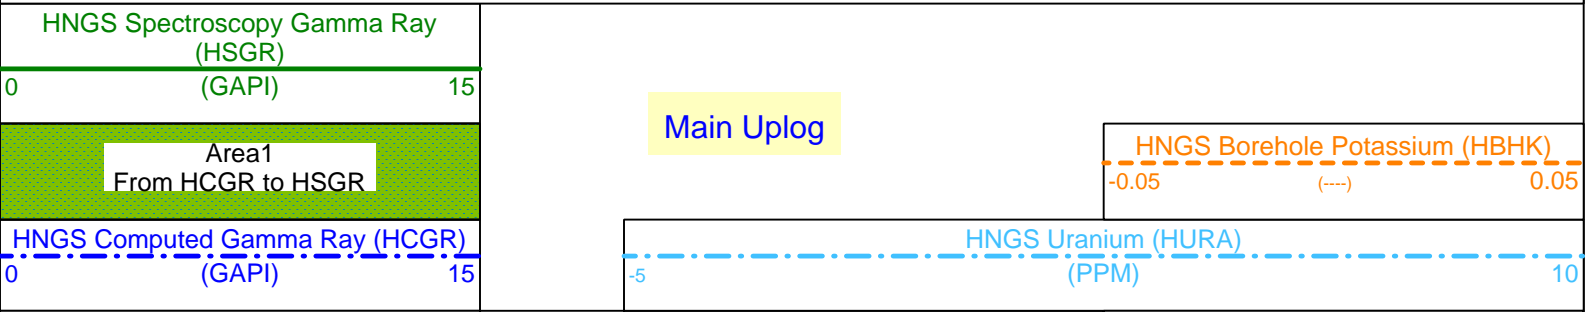 HNGS Spectroscopy Gamma Ray
(HSGR)
0 (GAPI) 15
Main Uplog
Area1
From HCGR to HSGR
HNGS Borehole Potassium (HBHK)
-0.05 (----) 0.05
HNGS Computed Gamma Ray (HCGR)
0 (GAPI) 15
HNGS Uranium (HURA)
-5 (PPM) 10